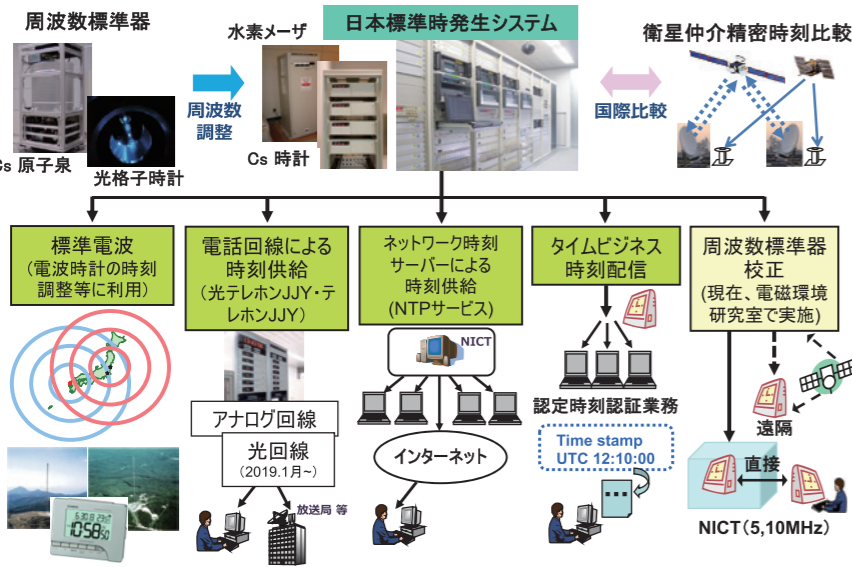 周波数標準器
水素メーザ
日本標準時発生システム
衛星仲介精密時刻比較
周波数
調整
国際比較
Cs 時計
Cs 原子泉
光格子時計
標準電波
(電波時計の時刻
調整等に利用)
電話回線による
時刻供給
(光テレホンJJY・テ
レホンJJY)
ネットワーク時刻
サーバーによる
時刻供給
(NTPサービス)
タイムビジネス
時刻配信
周波数標準器
校正
(現在、電磁環境
研究室で実施)
NICT
アナログ回線
光回線
(2019.1月~)
放送局 等
インターネット
認定時刻認証業務
Time stamp
UTC 12:10:00
遠隔
直接
NICT(5,10MHz)
10:58